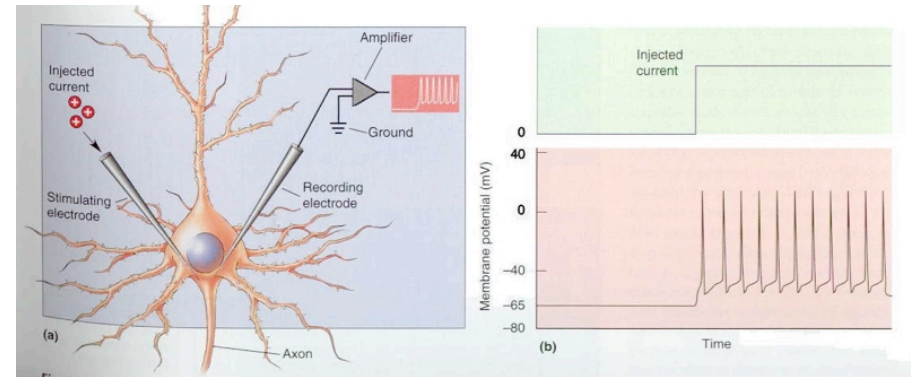 Amplifier
Injected
current
Ground
Stimulating
electrode
Recording
electrode
(a)
Axon
Injected
current
0
40
0
−40
−65
−80
Membrane potential (mV)
(b)
Time